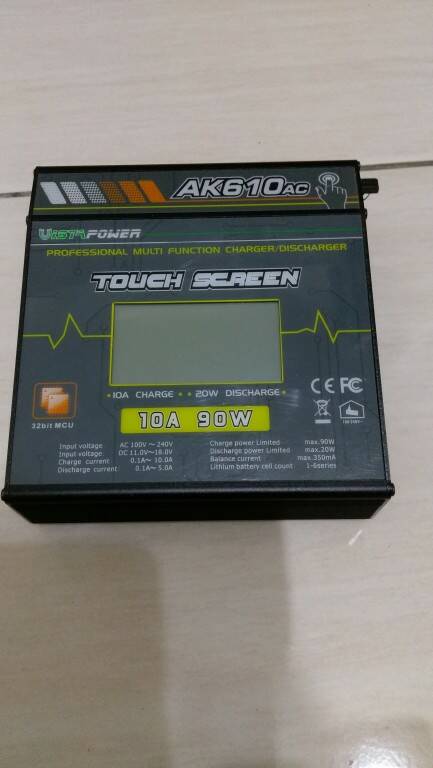 AK610AC
VISTAPOWER
PROFESSIONAL MULTI FUNCTION CHARGER/DISCHARGER
TOUCH SCREEN
•10A CHARGE • • 20W DISCHARGE•
10A 90W
32bit MCU
CE FC
Input voltage AC 100V ~ 240V
Input voltage DC 11.0V~18.0V
Charge current 0.1A~ 10.0A
Discharge current 0.1A~ 5.0A
Charge power Limited max.90W
Discharge power Limited max.20W
Balance current max.350mA
Lithium battery cell count 1-6series